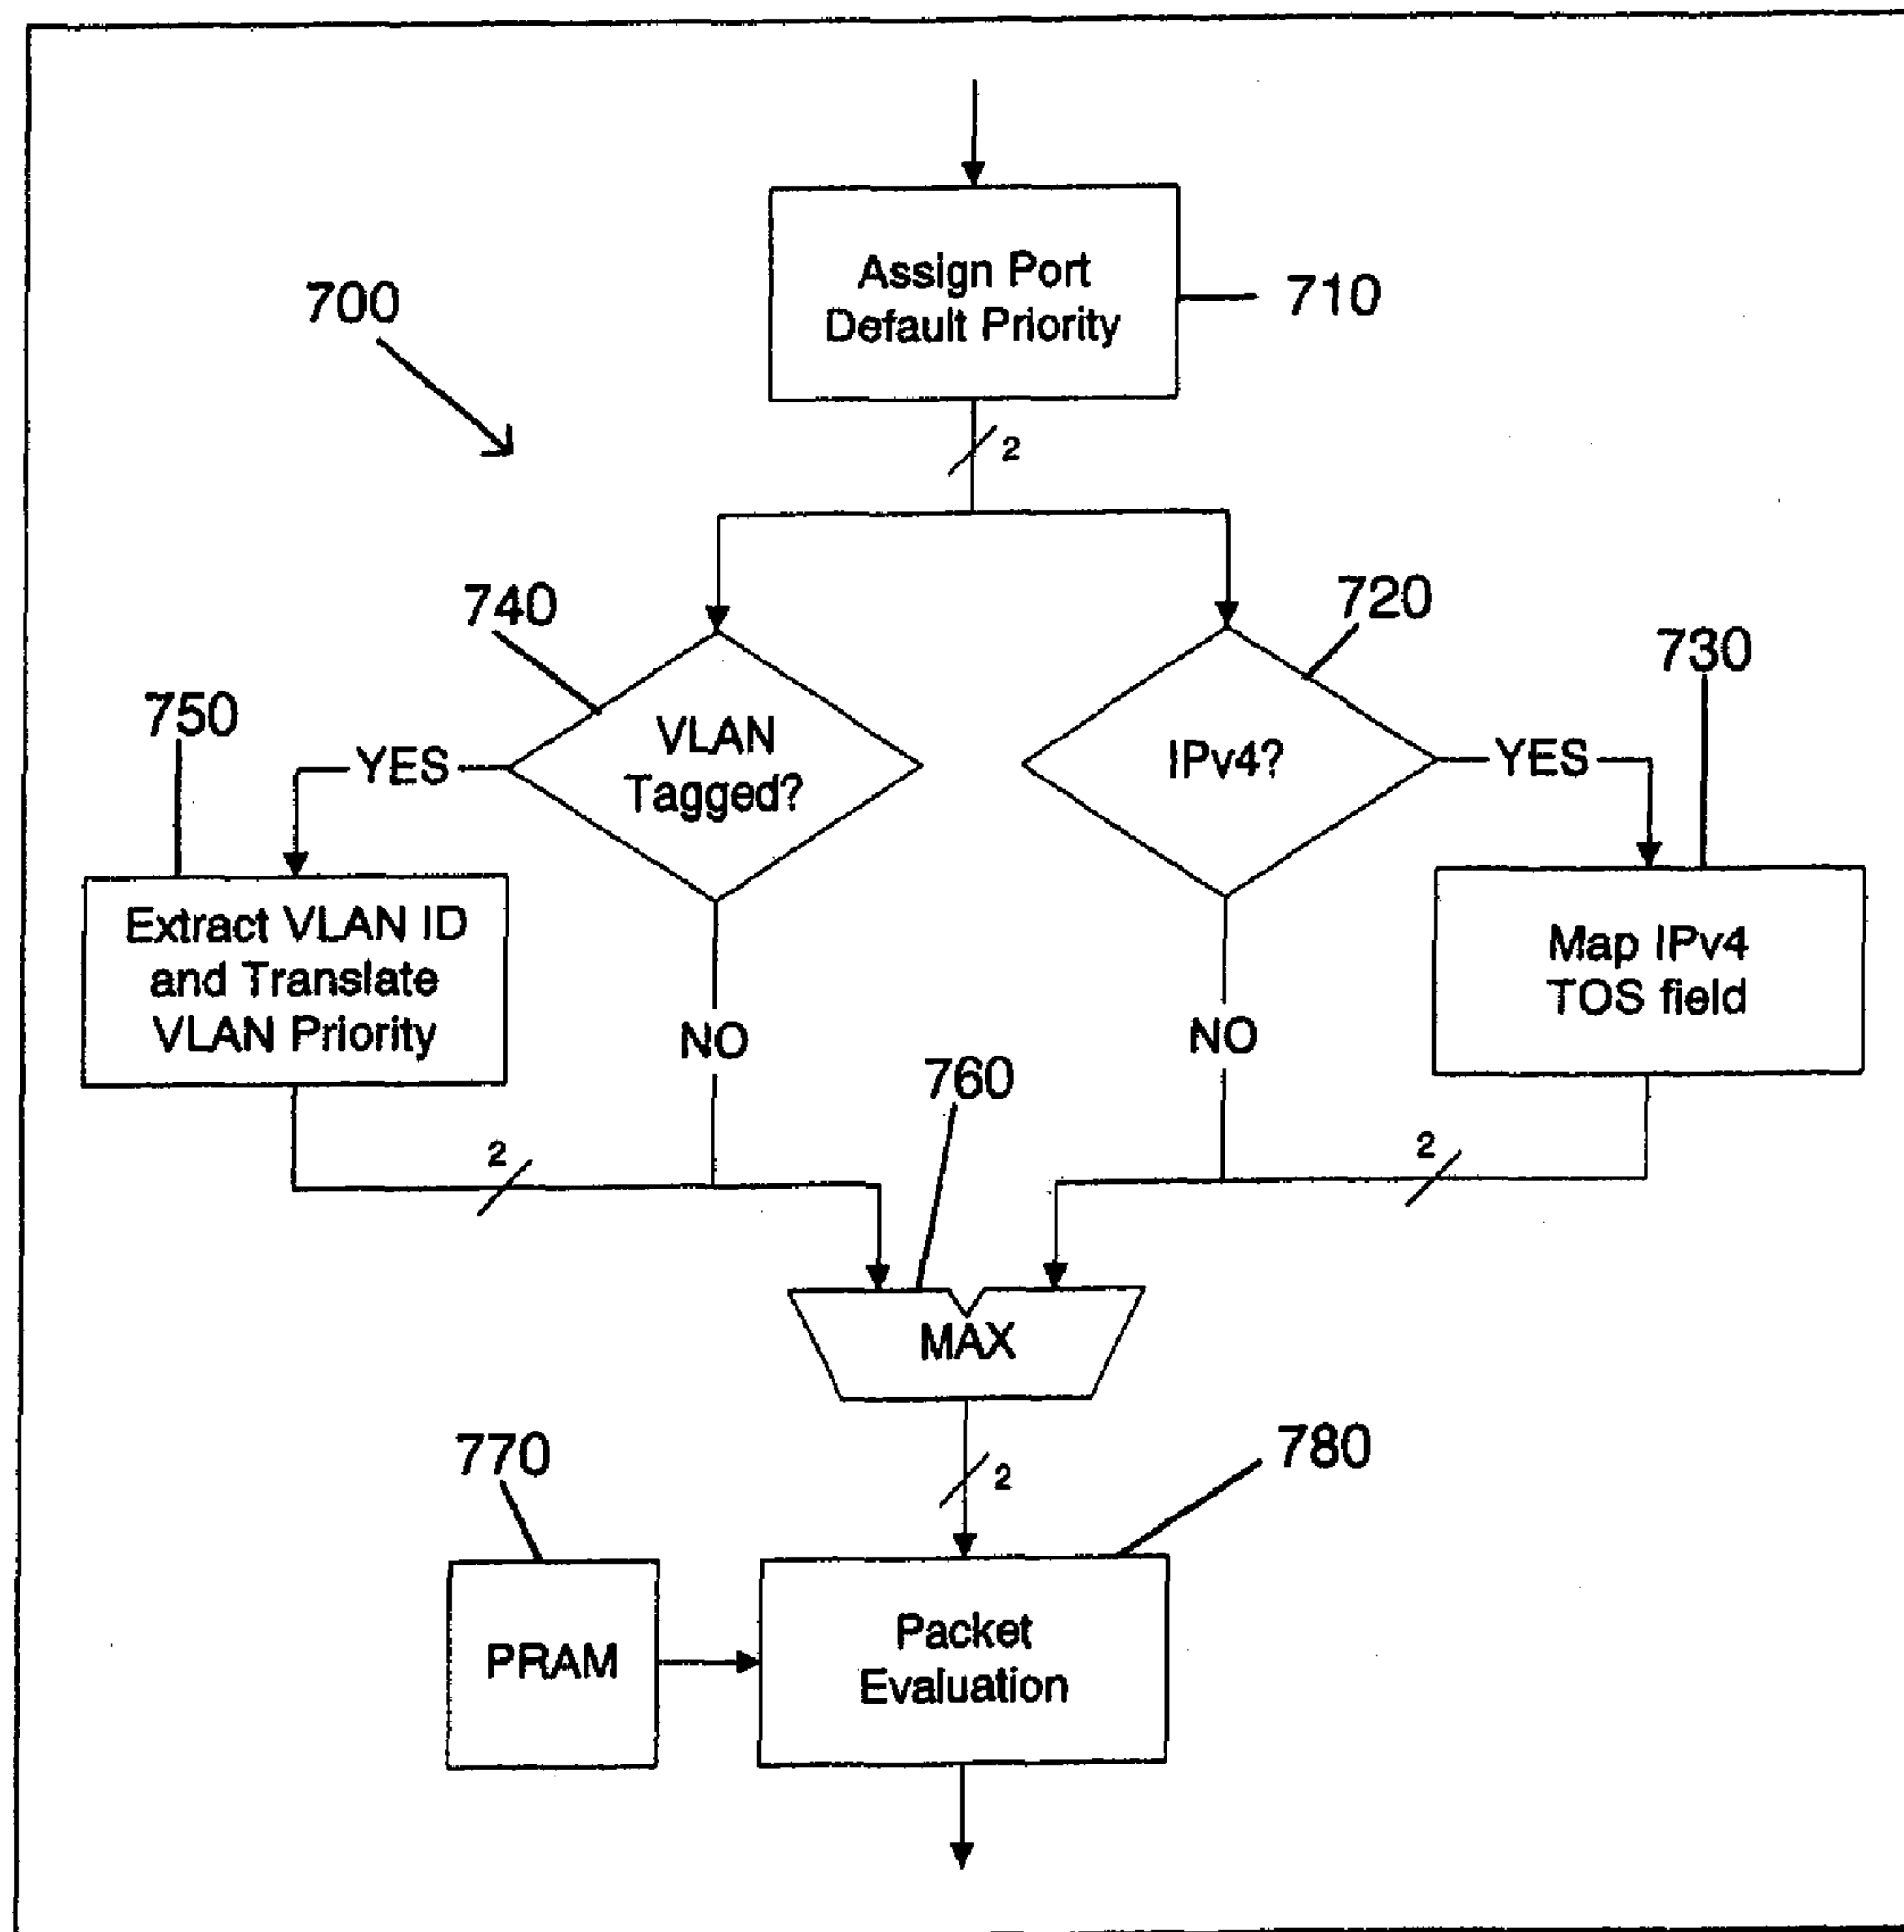 Assign Port
Default Priority
710
700
2
740
720
730
750
VLAN
Tagged?
YES
IPv4?
YES
Extract VLAN ID
and Translate
VLAN Priority
Map IPv4
TOS field
NO
NO
760
2
2
MAX
770
2
780
PRAM
Packet
Evaluation